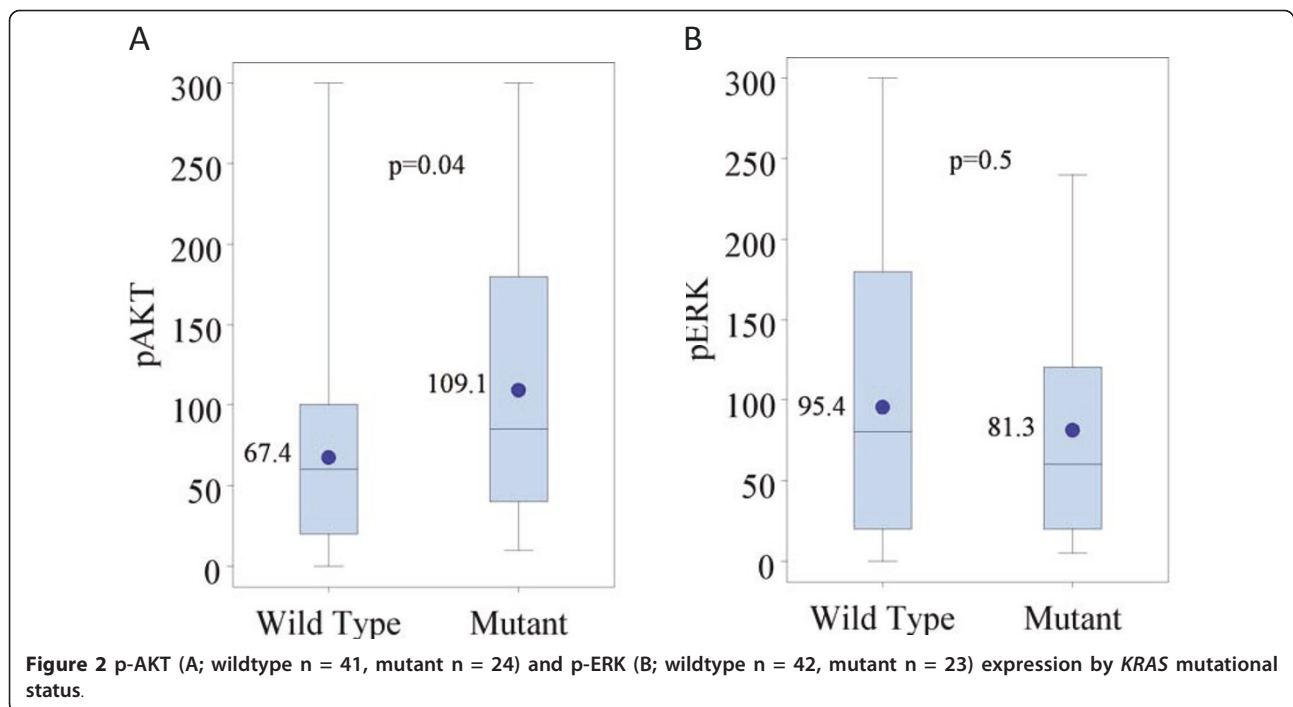 A
300
250
200
150
100
50
0
pAKT
p=0.04
67.4
109.1
Wild Type
Mutant
B
300
250
200
150
100
50
0
pERK
p=0.5
95.4
81.3
Wild Type
Mutant
Figure 2 p-AKT (A; wildtype n = 41, mutant n = 24) and p-ERK (B; wildtype n = 42, mutant n = 23) expression by KRAS mutational
status.